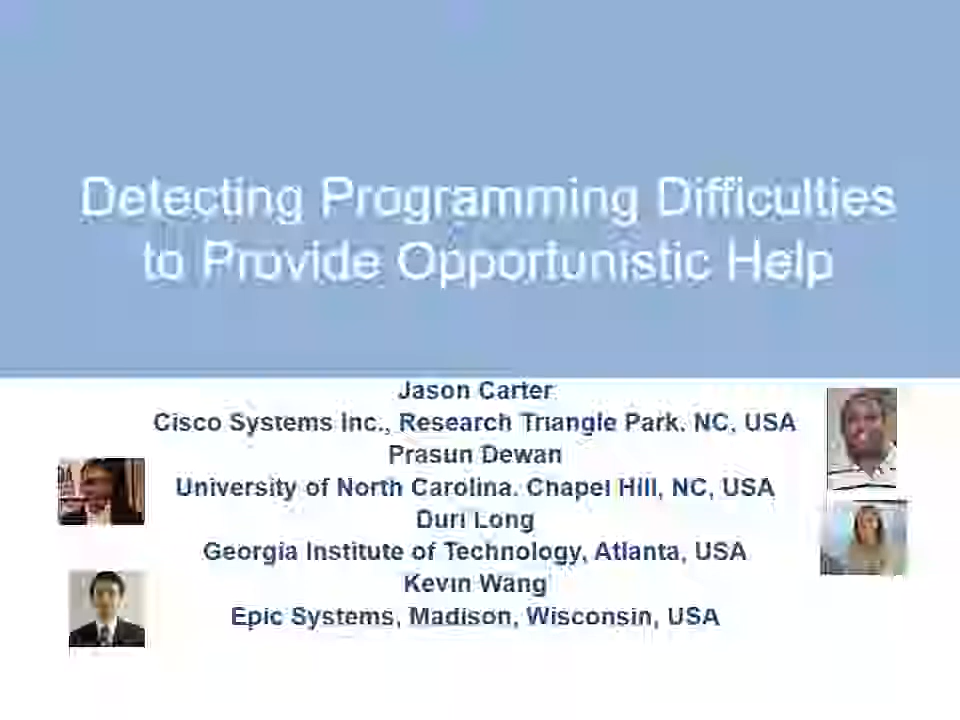 Detecting Programming Difficulties
to Provide Opportunistic Help
Jason Carter
Cisco Systems Inc., Research Triangle Park. NC, USA
Prasun Dewan
University of North Carolina. Chapel Hill, NC, USA
Duri Long
Georgia Institute of Technology, Atlanta, USA
Kevin Wang
Epic Systems, Madison, Wisconsin, USA